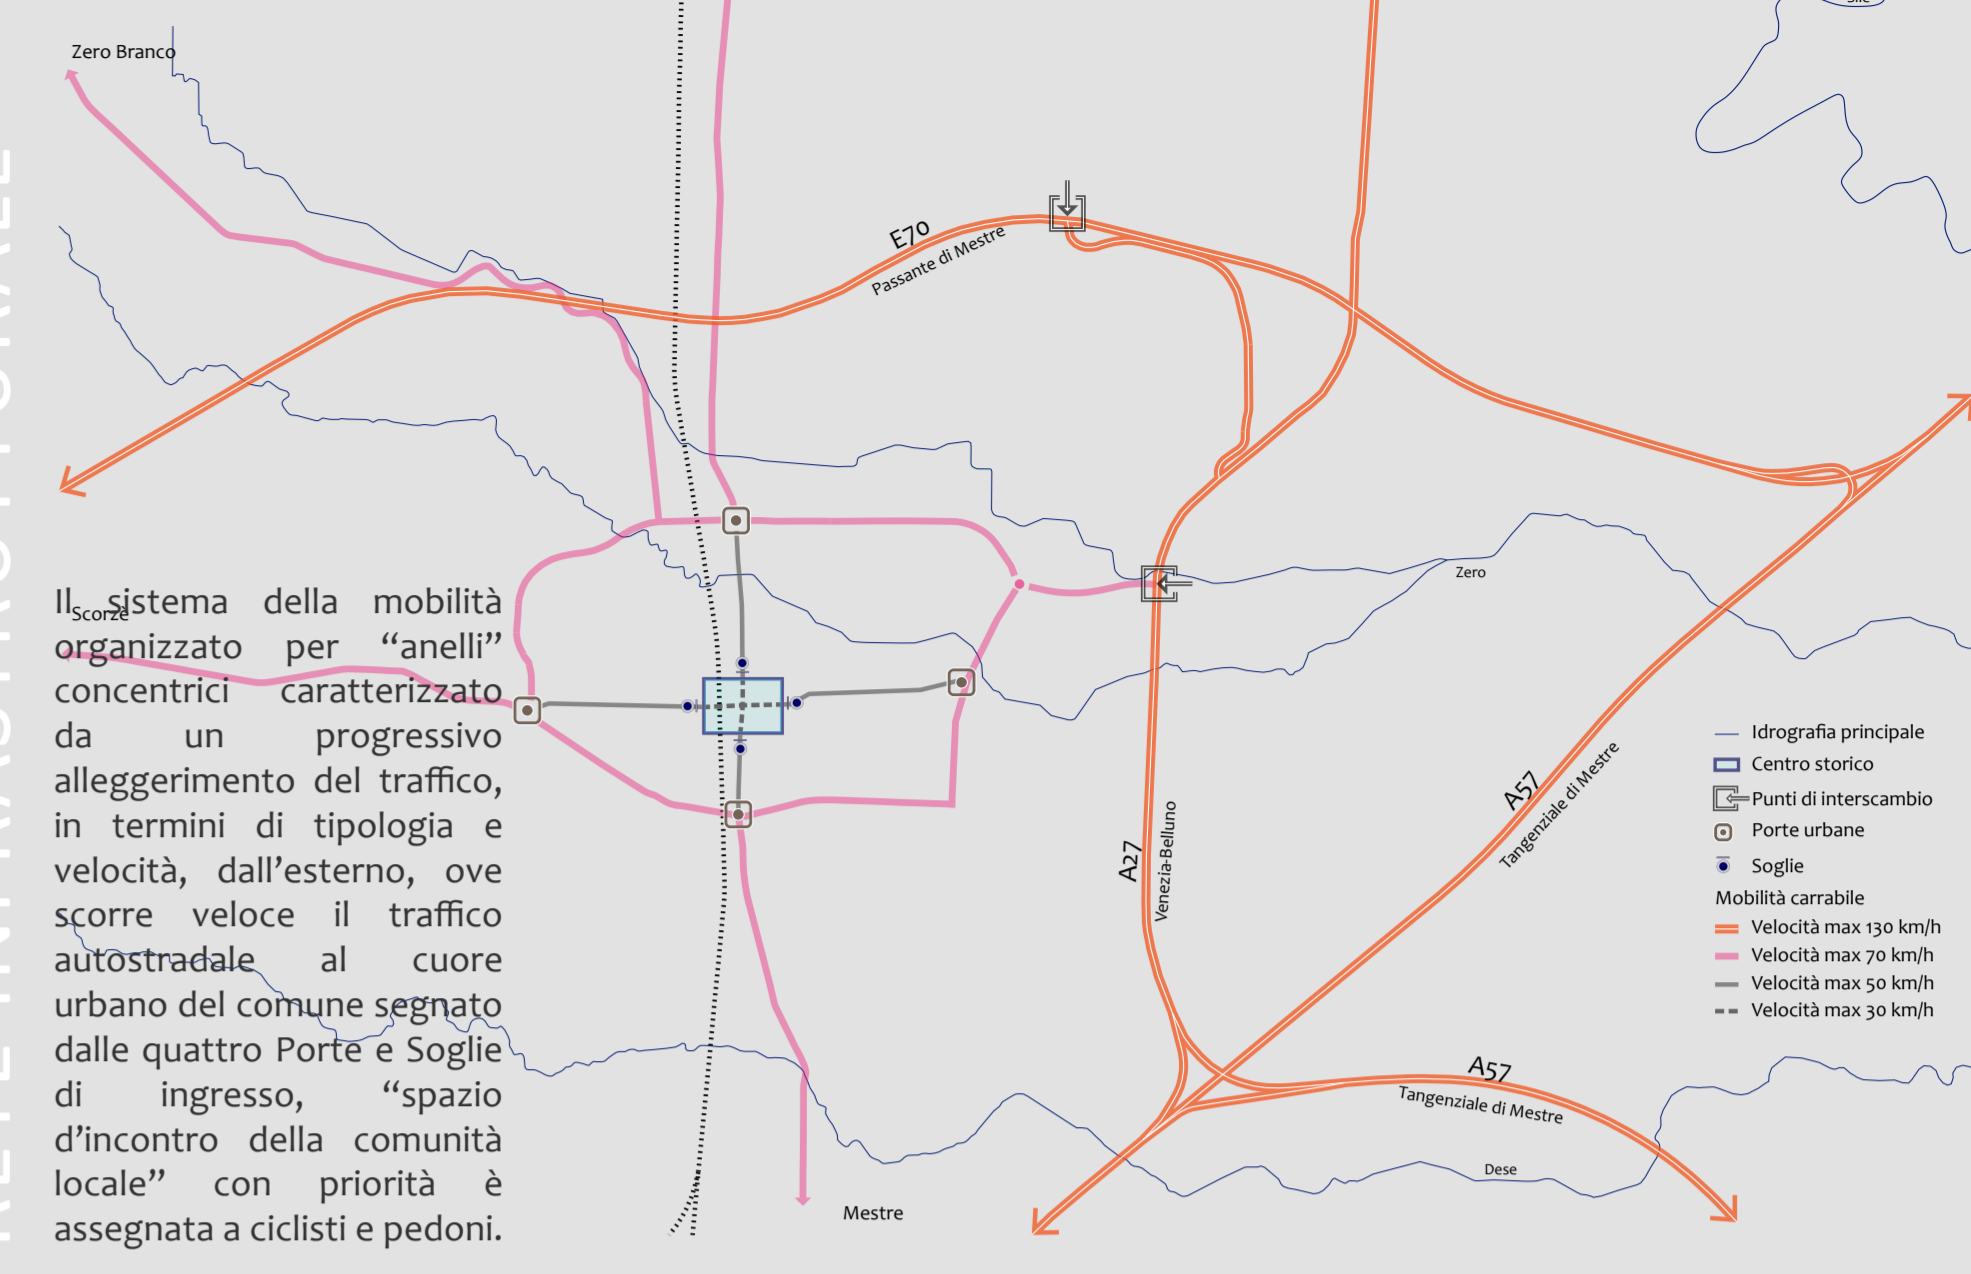 Sile
Zero Branco
E70
Passante di Mestre
Zero
Scorzè
Il sistema della mobilità
organizzato per “anelli”
concentrici caratterizzato
da un progressivo
alleggerimento del traffico,
in termini di tipologia e
velocità, dall’esterno, ove
scorre veloce il traffico
autostradale al cuore
urbano del comune segnato
dalle quattro Porte e Soglie
di ingresso, “spazio
d’incontro della comunità
locale” con priorità è
assegnata a ciclisti e pedoni.
A27
Venezia-Belluno
A57
Tangenziale di Mestre
Idrografia principale
Centro storico
Punti di interscambio
Porte urbane
Soglie
Mobilità carrabile
Velocità max 130 km/h
Velocità max 70 km/h
Velocità max 50 km/h
Velocità max 30 km/h
A57
Tangenziale di Mestre
Dese
Mestre